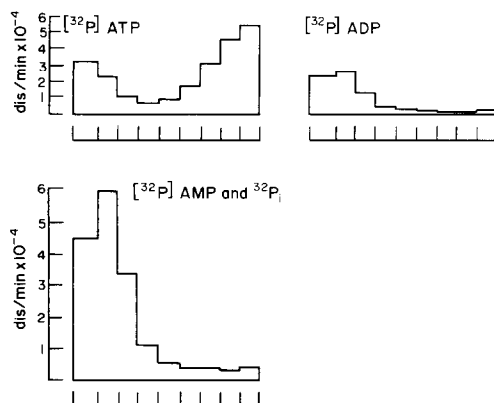 [³²P] ATP
dis/min x10⁻⁴
6
5
4
3
2
1
[³²P] ADP
[³²P] AMP and ³²Pᵢ
dis/min x10⁻⁴
6
5
4
3
2
1